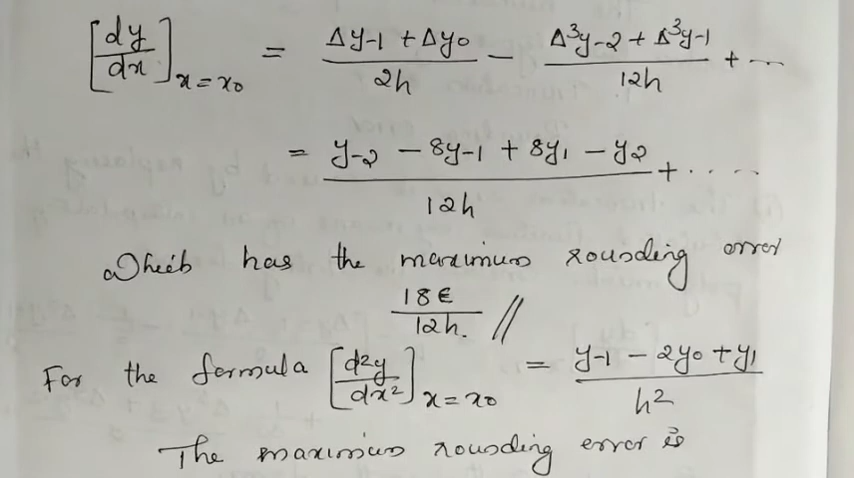 [dy/dx]x=x0 = Δy-1 + Δy0 / 2h − Δ³y-2 + Δ³y-1 / 12h + ...
= y-2 − 8y-1 + 8y1 − y2 / 12h + ....
Which has the maximum rounding error
18ε / 12h. //
For the formula [d²y/dx²]x=x0 = y-1 − 2y0 + y1 / h²
The maximum rounding error is